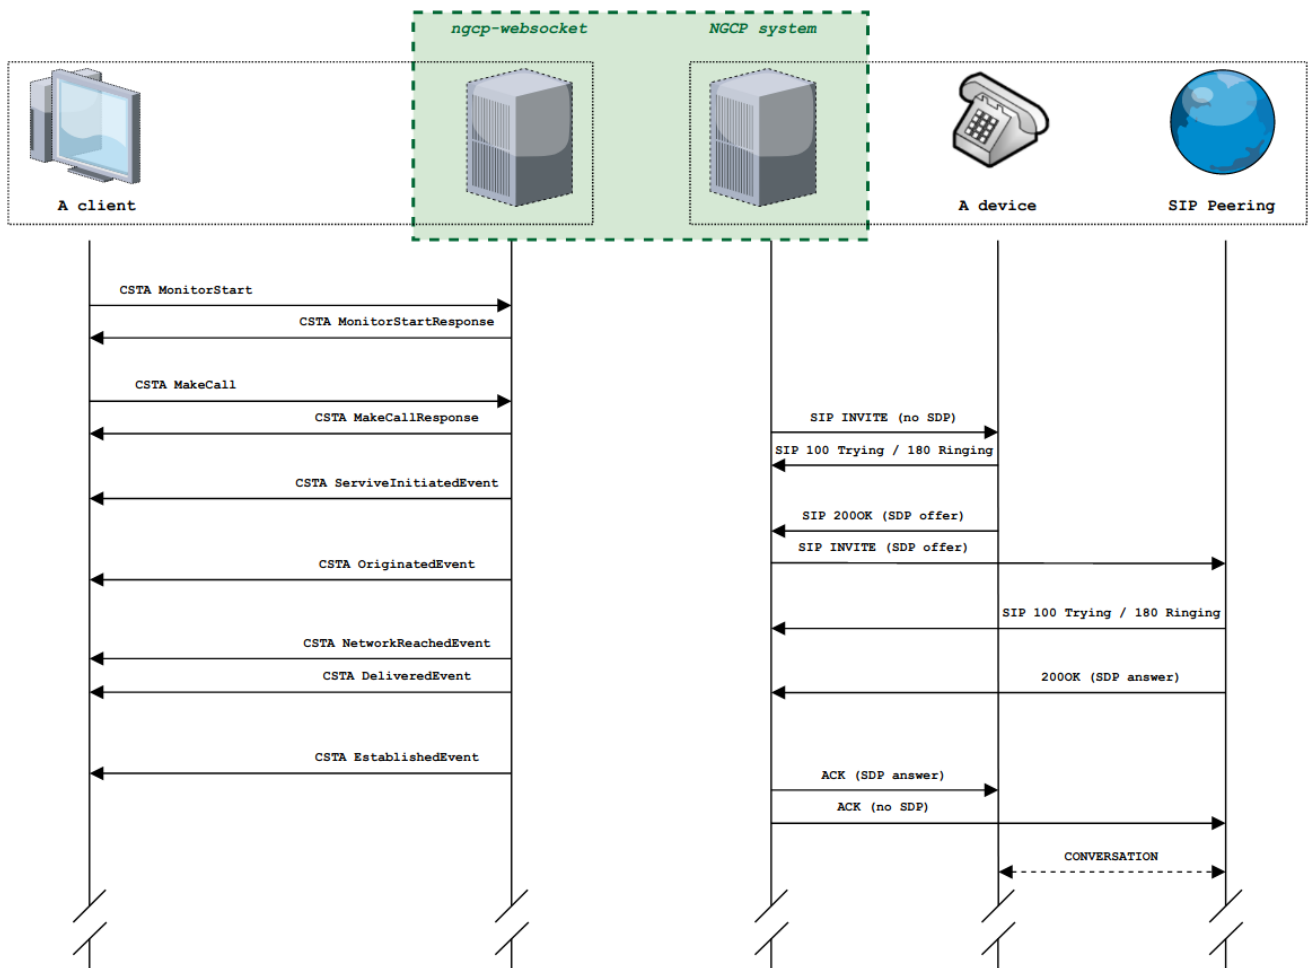 ngcp-websocket
NGCP system
A client
A device
SIP Peering
CSTA MonitorStart
CSTA MonitorStartResponse
CSTA MakeCall
CSTA MakeCallResponse
SIP INVITE (no SDP)
SIP 100 Trying / 180 Ringing
CSTA ServiveInitiatedEvent
SIP 200OK (SDP offer)
SIP INVITE (SDP offer)
CSTA OriginatedEvent
SIP 100 Trying / 180 Ringing
CSTA NetworkReachedEvent
CSTA DeliveredEvent
200OK (SDP answer)
CSTA EstablishedEvent
ACK (SDP answer)
ACK (no SDP)
CONVERSATION